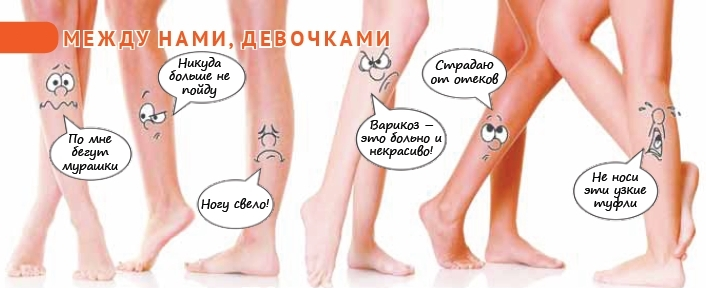 МЕЖДУ НАМИ, ДЕВОЧКАМИ
Никуда
больше не
пойду
Страдаю
от отеков
По мне
бегут
мурашки
Варикоз –
это больно и
некрасиво!
Ногу свело!
Не носи
эти узкие
туфли